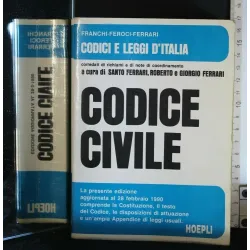 FRANCHI-FEROCI-FERRARI
CODICI E LEGGI D'ITALIA
corredati di richiami e di note di coordinamento
a cura di SANTO FERRARI, ROBERTO e GIORGIO FERRARI
CODICE
CIVILE
La presente edizione
aggiornata al 28 febbraio 1990
comprende la Costituzione, il testo
del Codice, le disposizioni di attuazione
e un'ampia Appendice di leggi usuali
HOEPLI
CODICE CIVILE
HOEPLI